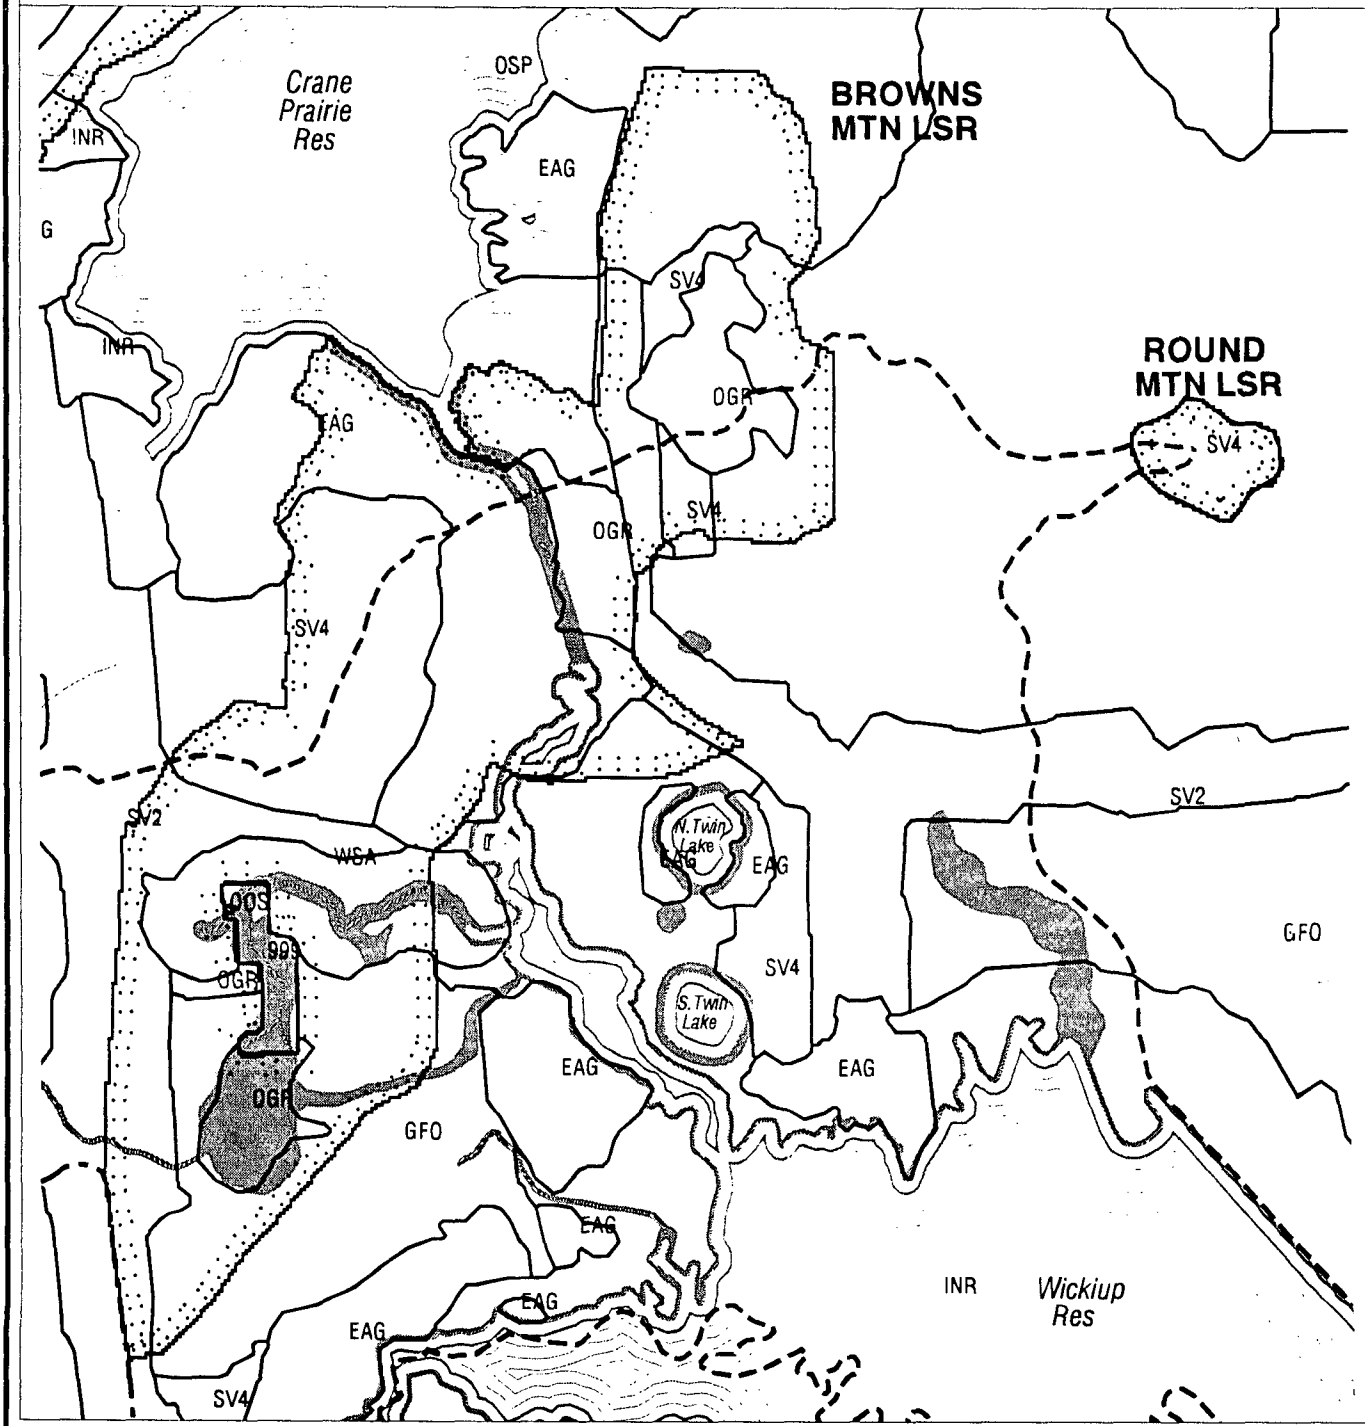 OSP
Crane
Prairie
Res
BROWNS
MTN LSR
INR
EAG
G
SV4
INR
ROUND
MTN LSR
OGR
EAG
SV4
SV4
OGR
SV4
SV2
SV2
N. Twin
Lake
WSA
EAG
EAG
OOS
GFO
999
SV4
OGR
S. Twin
Lake
EAG
EAG
OGR
GFO
EAG
INR
Wickiup
Res
EAG
EAG
SV4